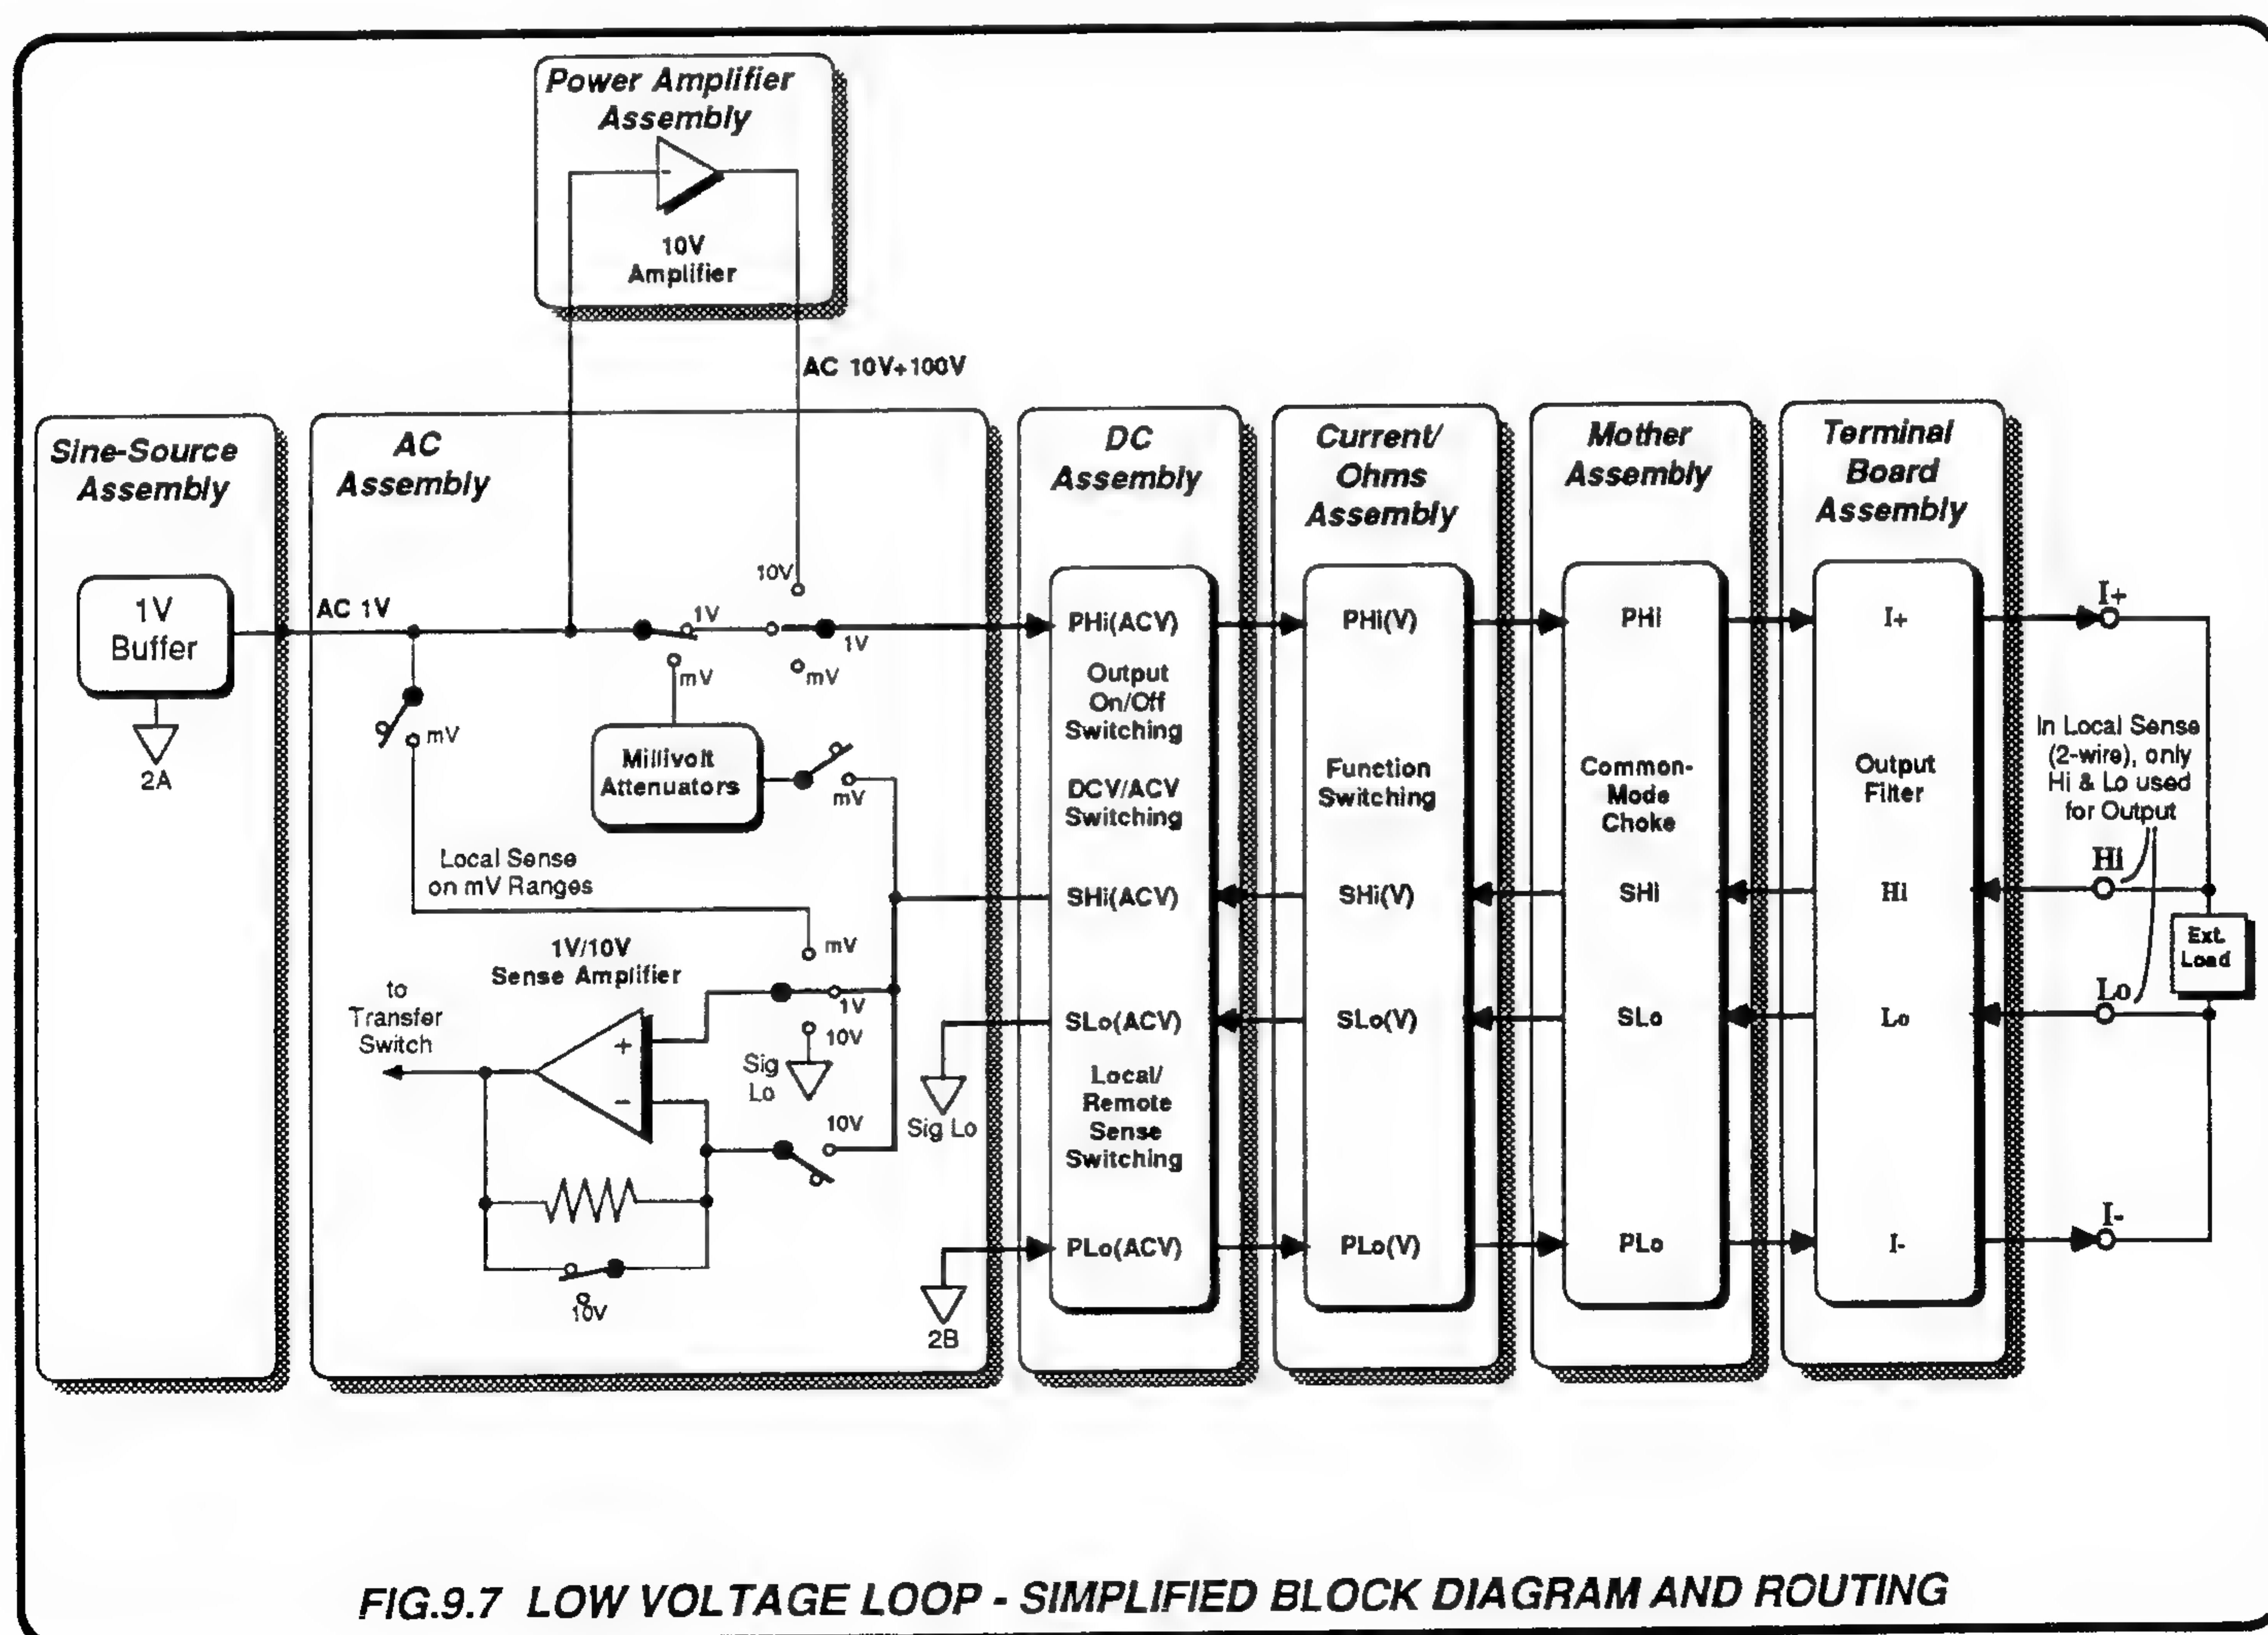 Power Amplifier
Assembly
-
10V
Amplifier
AC 10V+100V
Sine-Source
Assembly
1V
Buffer
2A
AC
Assembly
AC 1V
10V
1V
1V
mV
mV
mV
Millivolt
Attenuators
mV
Local Sense
on mV Ranges
mV
1V/10V
Sense Amplifier
1V
10V
to
Transfer
Switch
+
−
Sig
Lo
10V
Sig Lo
10V
2B
DC
Assembly
PHi(ACV)
Output
On/Off
Switching
DCV/ACV
Switching
SHi(ACV)
SLo(ACV)
Local/
Remote
Sense
Switching
PLo(ACV)
Current/
Ohms
Assembly
PHi(V)
Function
Switching
SHi(V)
SLo(V)
PLo(V)
Mother
Assembly
PHi
Common-
Mode
Choke
SHi
SLo
PLo
Terminal
Board
Assembly
I+
Output
Filter
Hi
Lo
I-
I+
In Local Sense
(2-wire), only
Hi & Lo used
for Output
Hi
Ext.
Load
Lo
I-
FIG.9.7 LOW VOLTAGE LOOP - SIMPLIFIED BLOCK DIAGRAM AND ROUTING